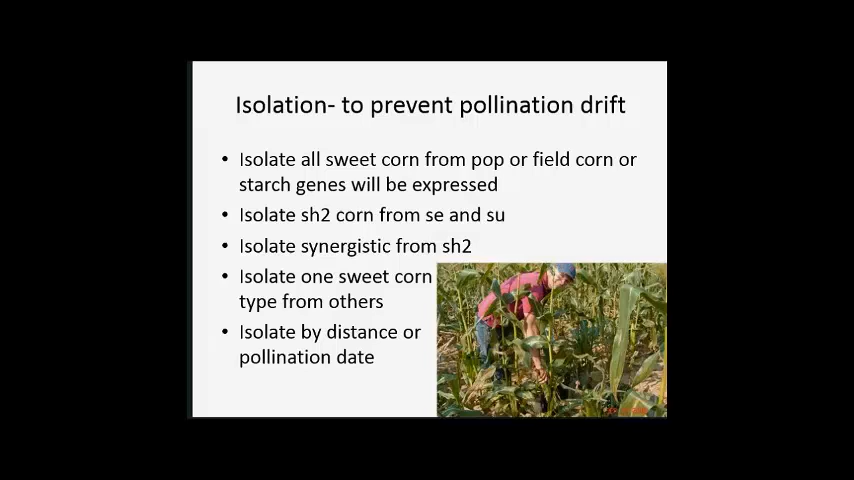 Isolation- to prevent pollination drift
• Isolate all sweet corn from pop or field corn or
starch genes will be expressed
• Isolate sh2 corn from se and su
• Isolate synergistic from sh2
• Isolate one sweet corn
type from others
• Isolate by distance or
pollination date